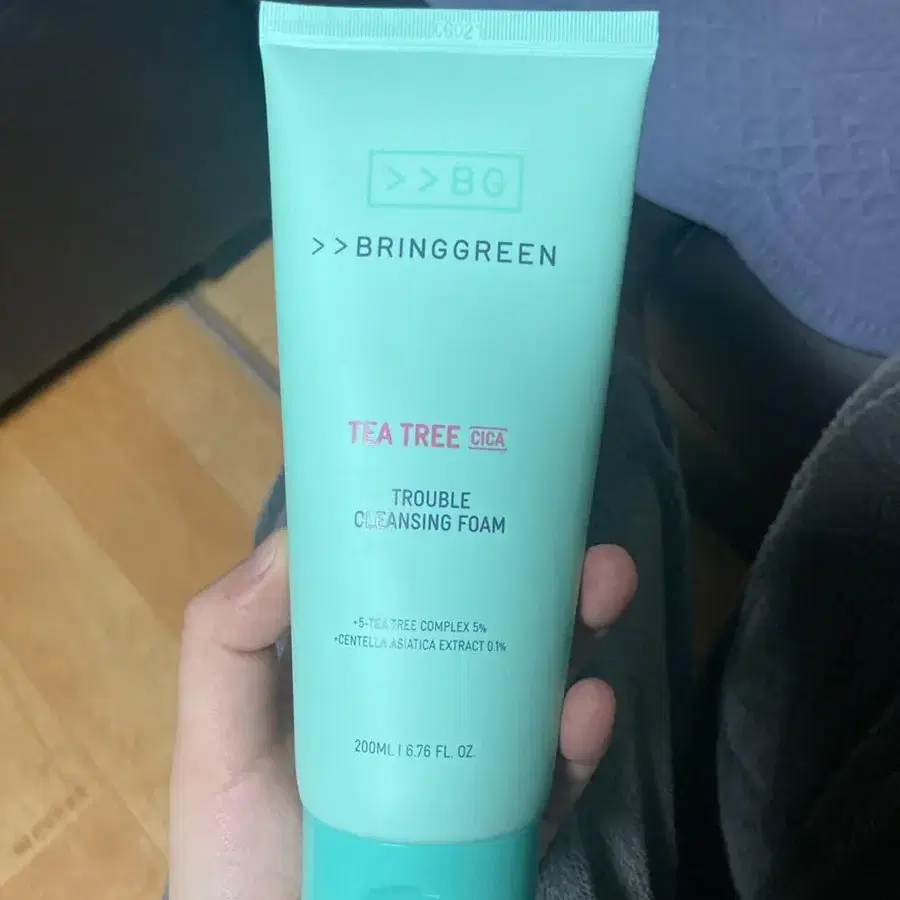 >>BG
>>BRINGGREEN
TEA TREE CICA
TROUBLE
CLEANSING FOAM
•5-TEA TREE COMPLEX 5%
•CENTELLA ASIATICA EXTRACT 0.1%
200ML | 6.76 FL. OZ.